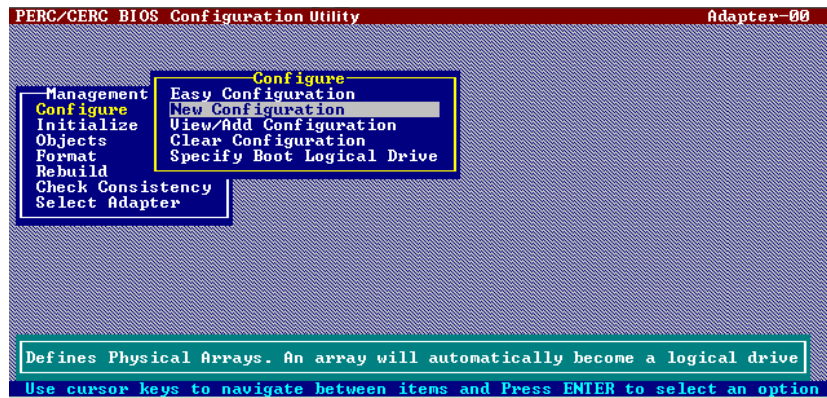 PERC/CERC BIOS Configuration Utility Adapter-00
Configure
Easy Configuration
New Configuration
View/Add Configuration
Clear Configuration
Specify Boot Logical Drive
Management
Configure
Initialize
Objects
Format
Rebuild
Check Consistency
Select Adapter
Defines Physical Arrays. An array will automatically become a logical drive
Use cursor keys to navigate between items and Press ENTER to select an option